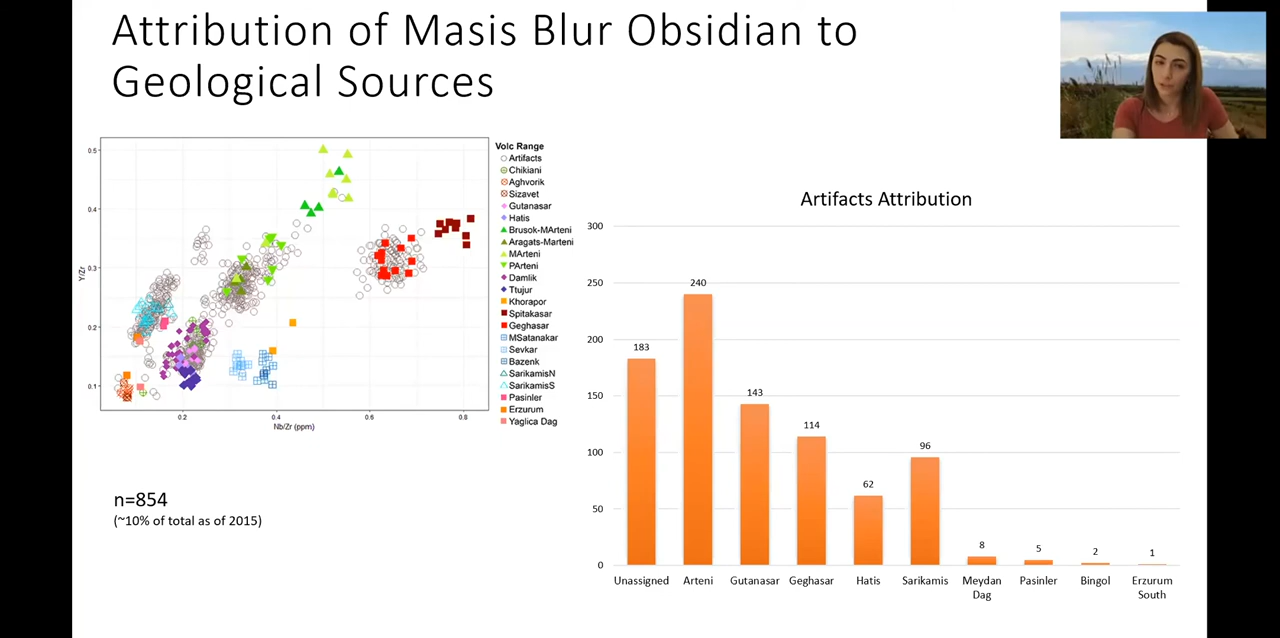 Attribution of Masis Blur Obsidian to
Geological Sources
Y/Zr
0.5
0.4
0.3
0.2
0.1
0.2
0.4
0.6
0.8
Nb/Zr (ppm)
Volc Range
Artifacts
Chikiani
Aghvorik
Sizavet
Gutanasar
Hatis
Brusok-MArteni
Aragats-Marteni
MArteni
PArteni
Damlik
Ttujur
Khorapor
Spitakasar
Geghasar
MSatanakar
Sevkar
Bazenk
SarikamisN
SarikamisS
Pasinler
Erzurum
Yaglica Dag
n=854
(~10% of total as of 2015)
Artifacts Attribution
300
250
200
150
100
50
0
183
240
143
114
62
96
8
5
2
1
Unassigned
Arteni
Gutanasar
Geghasar
Hatis
Sarikamis
Meydan
Dag
Pasinler
Bingol
Erzurum
South